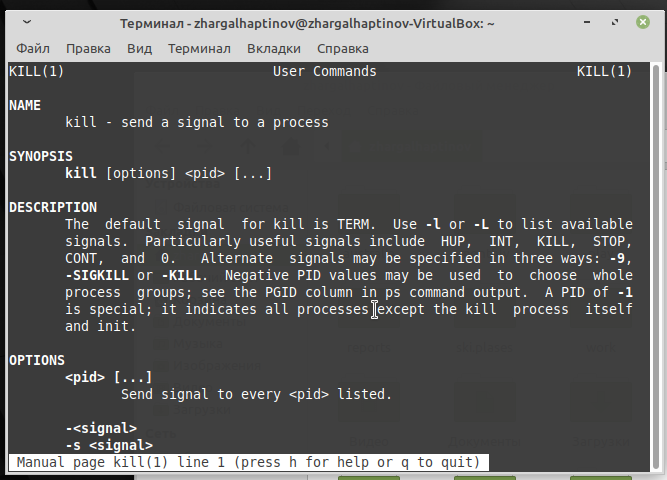 Терминал - zhargalhaptinov@zhargalhaptinov-VirtualBox: ~
Файл Правка Вид Терминал Вкладки Справка
KILL(1) User Commands KILL(1)
NAME
kill - send a signal to a process
SYNOPSIS
kill [options] <pid> [...]
DESCRIPTION
The default signal for kill is TERM. Use -l or -L to list available
signals. Particularly useful signals include HUP, INT, KILL, STOP,
CONT, and 0. Alternate signals may be specified in three ways: -9,
-SIGKILL or -KILL. Negative PID values may be used to choose whole
process groups; see the PGID column in ps command output. A PID of -1
is special; it indicates all processes except the kill process itself
and init.
OPTIONS
<pid> [...]
Send signal to every <pid> listed.
-<signal>
-s <signal>
Manual page kill(1) line 1 (press h for help or q to quit)